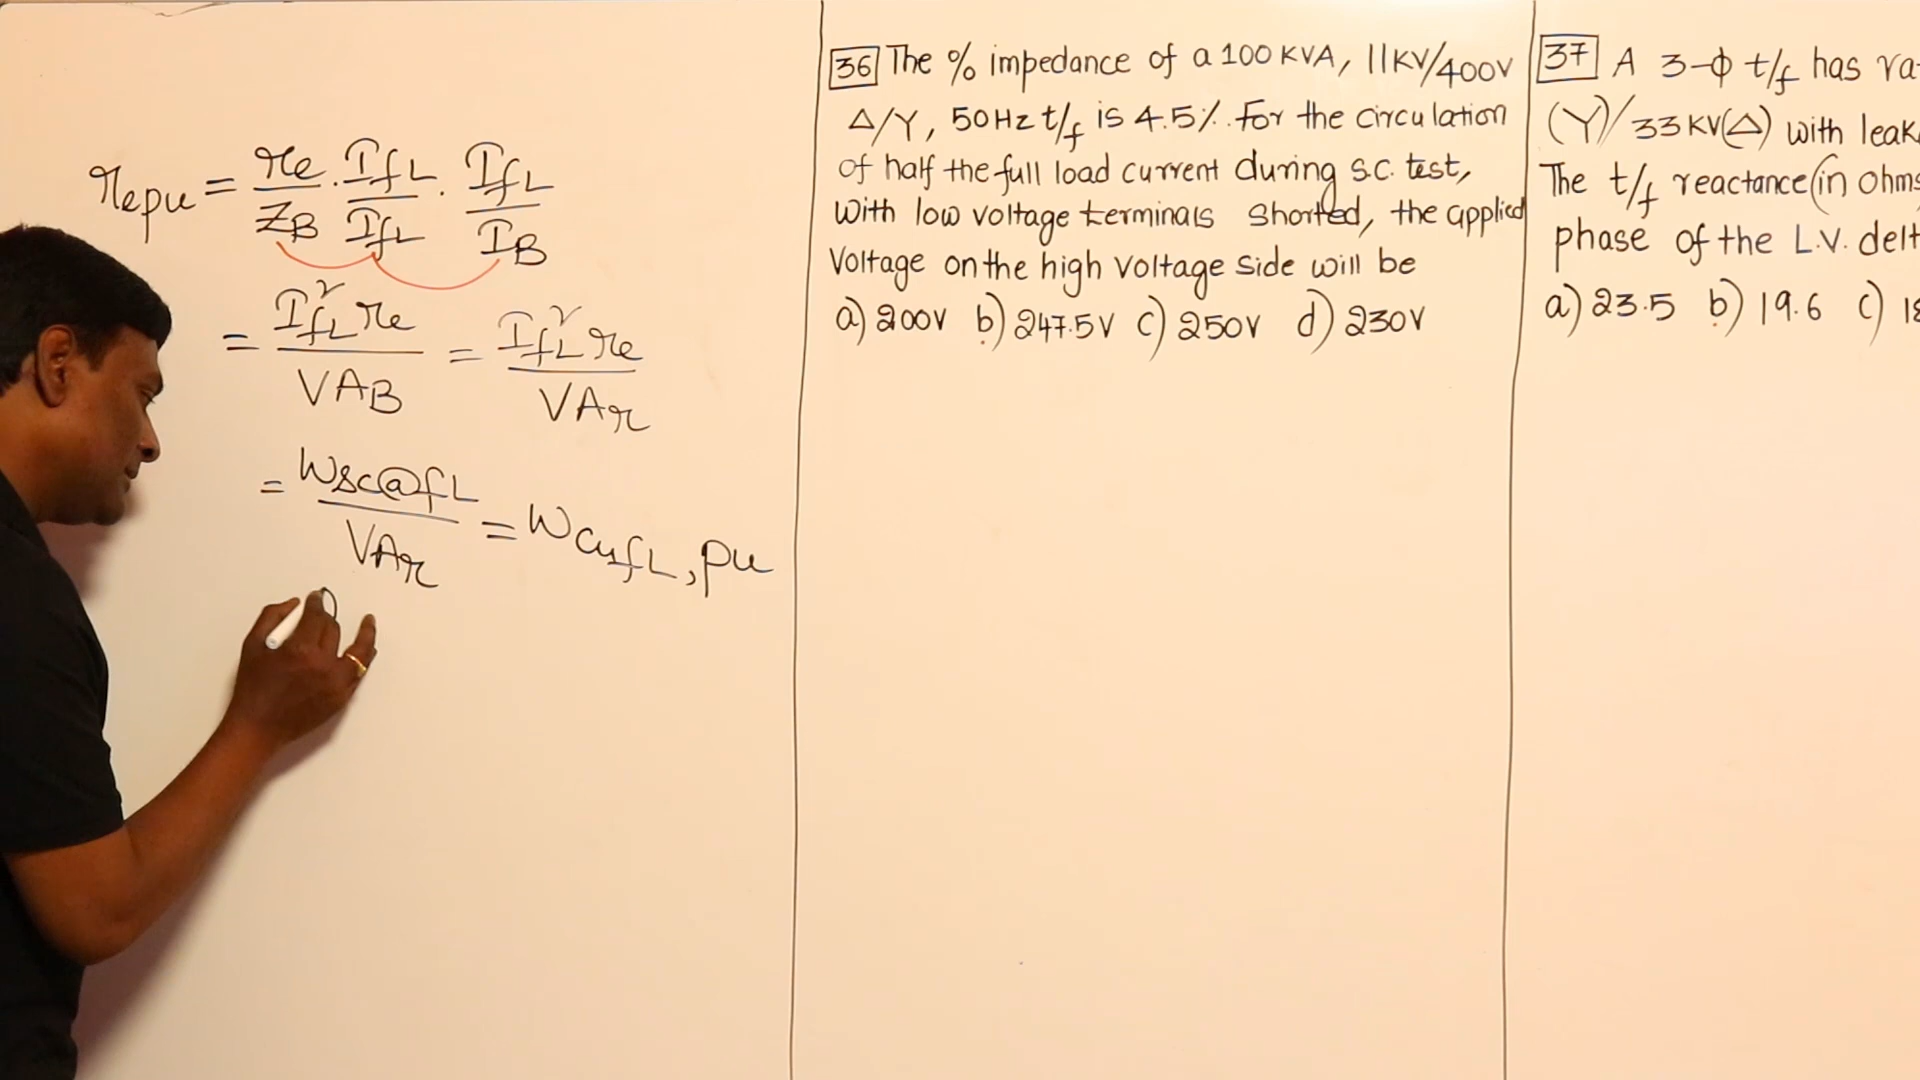 repu = re/ZB . IfL/IfL . IfL/IB
= IfL² re / VAB = IfL² re / VAr
= Wsc@fL / VAr = WcufL, pu
36 The % impedance of a 100 KVA, 11KV/400V
Δ/Y, 50Hz t/f is 4.5%. For the circulation
of half the full load current during s.c. test,
With low voltage terminals shorted, the applied
Voltage on the high voltage side will be
a) 200V b) 247.5V c) 250V d) 230V
37 A 3-ϕ t/f has ra
(Y)/33KV(Δ) with leak
The t/f reactance (in ohms
phase of the L.V. delt
a) 23.5 b) 19.6 c) 18